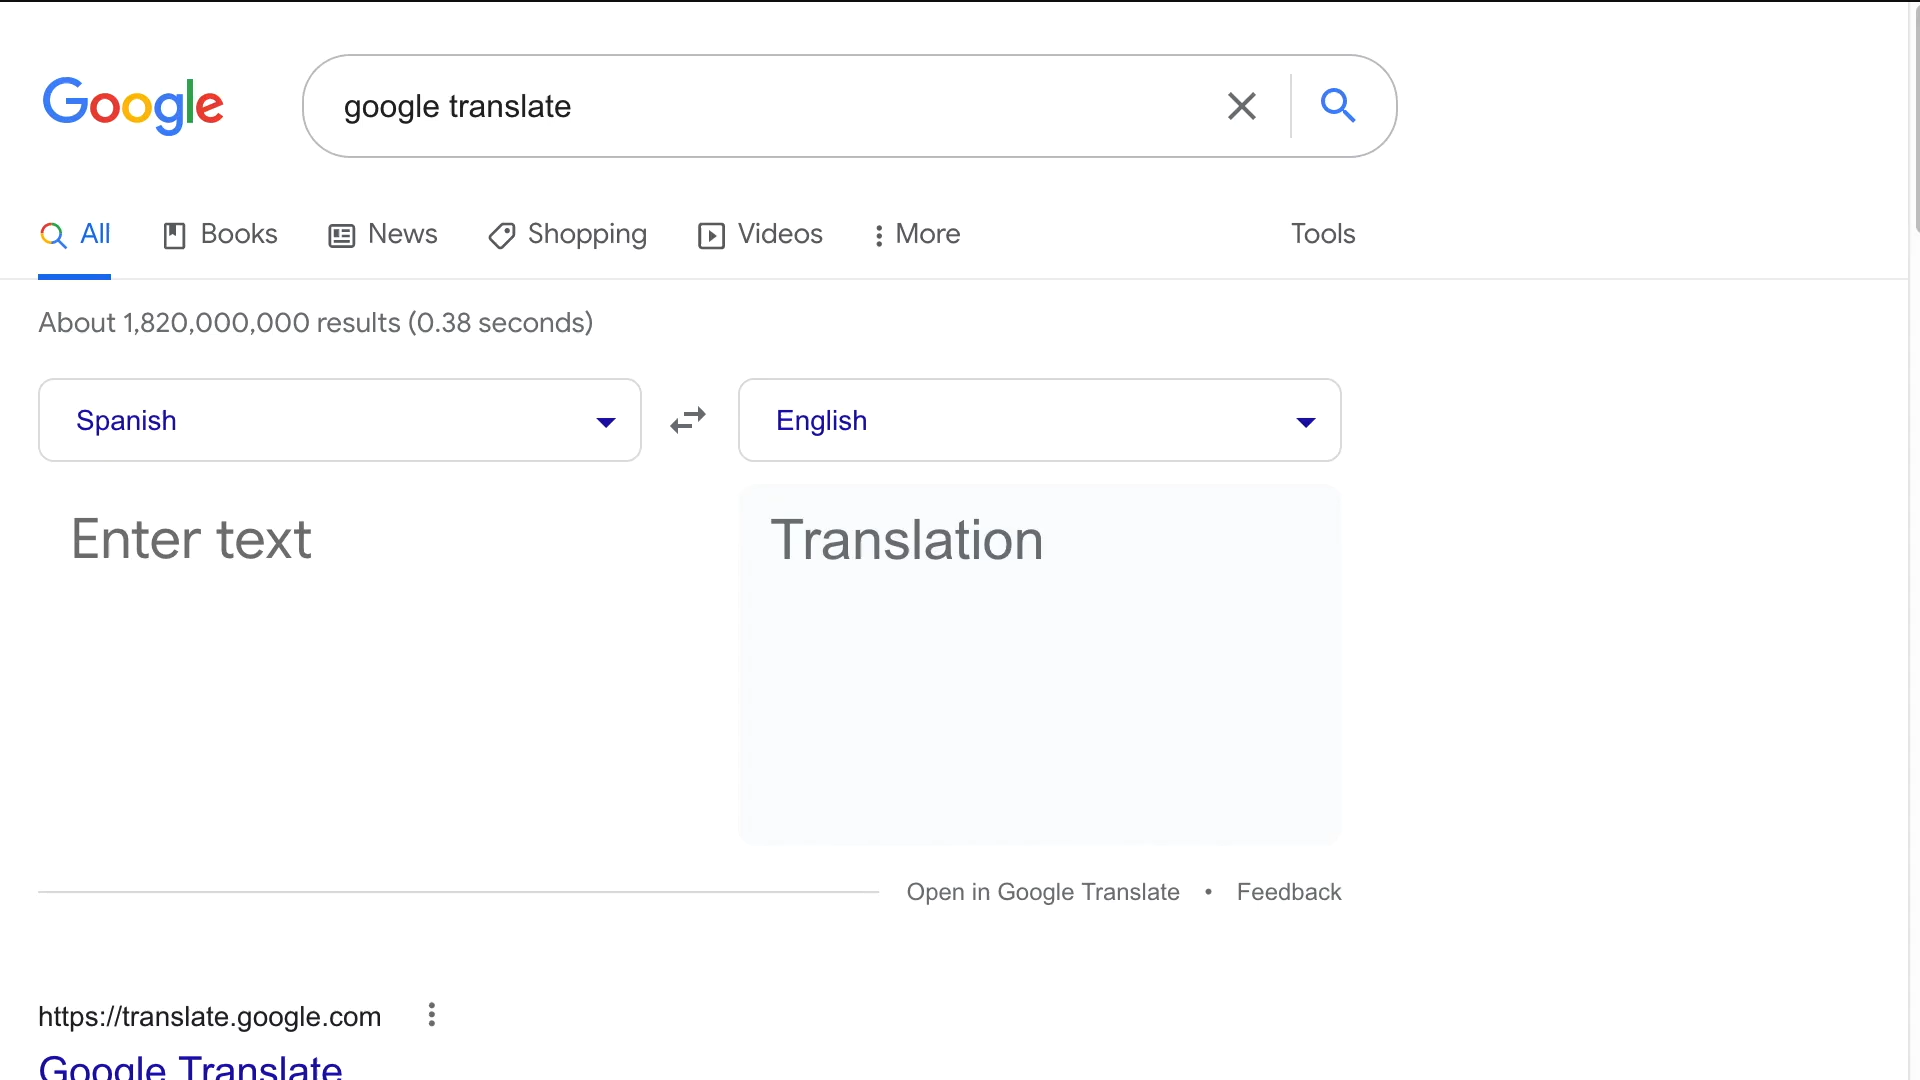 Google
google translate
All Books News Shopping Videos More Tools
About 1,820,000,000 results (0.38 seconds)
Spanish English
Enter text Translation
Open in Google Translate • Feedback
https://translate.google.com
Google Translate